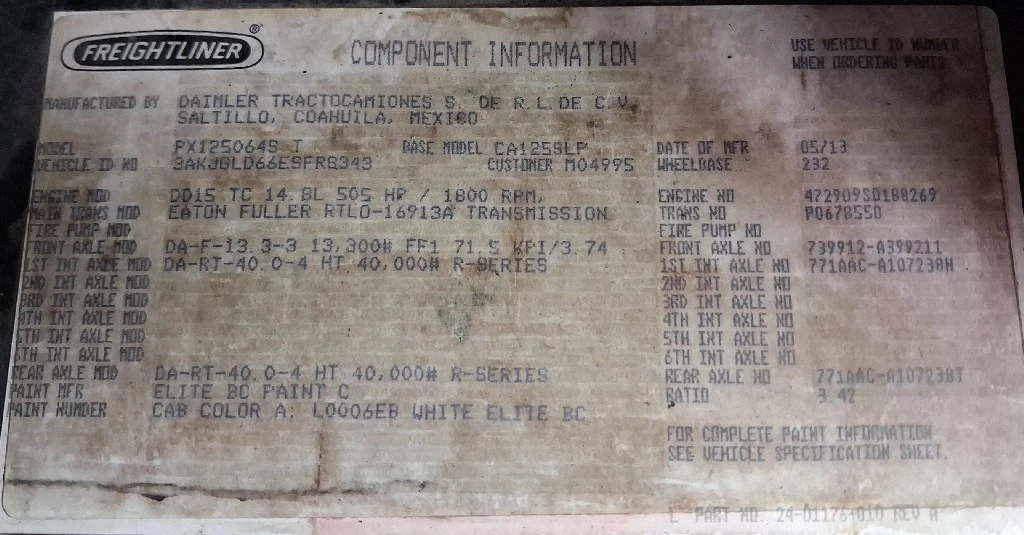 FREIGHTLINER®
COMPONENT INFORMATION
USE VEHICLE ID NUMBER
WHEN ORDERING PARTS
MANUFACTURED BY DAIMLER TRACTOCAMIONES S. DE R.L.DE C.V.
SALTILLO, COAHUILA, MEXICO
MODEL PX125064S T BASE MODEL CA125SLP DATE OF MFR 05/13
VEHICLE ID NO 3AKJGLD66ESFR8343 CUSTOMER MO4995 WHEELBASE 232
ENGINE MOD DD15 TC 14.8L 505 HP / 1800 RPM, ENGINE NO 472909S0188269
MAIN TRANS MOD EATON FULLER RTLO-16913A TRANSMISSION TRANS NO P0678550
FIRE PUMP MOD FIRE PUMP NO
FRONT AXLE MOD DA-F-13.3-3 13,300# FF1 71.5 KPI/3.74 FRONT AXLE NO 739912-A399211
1ST INT AXLE MOD DA-RT-40.0-4 HT 40,000# R-SERIES 1ST INT AXLE NO 771AAC-A107238H
2ND INT AXLE MOD 2ND INT AXLE NO
3RD INT AXLE MOD 3RD INT AXLE NO
4TH INT AXLE MOD 4TH INT AXLE NO
5TH INT AXLE MOD 5TH INT AXLE NO
6TH INT AXLE MOD 6TH INT AXLE NO
REAR AXLE MOD DA-RT-40.0-4 HT 40,000# R-SERIES REAR AXLE NO 771AAC-A107238T
PAINT MFR ELITE BC PAINT C RATIO 3.42
PAINT NUMBER CAB COLOR A: L0006EB WHITE ELITE BC
FOR COMPLETE PAINT INFORMATION
SEE VEHICLE SPECIFICATION SHEET.
PART NO. 24-01176-010 REV A